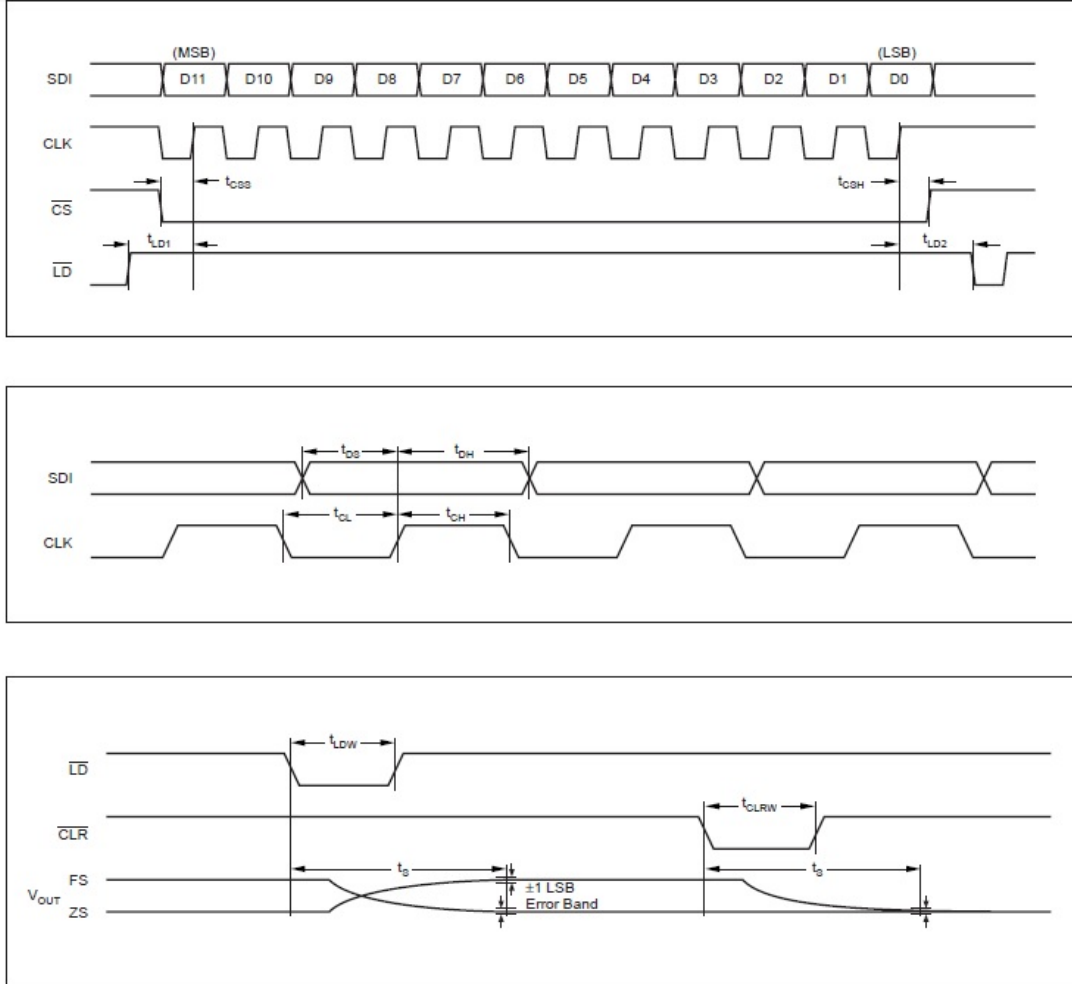 (MSB) (LSB)
SDI D11 D10 D9 D8 D7 D6 D5 D4 D3 D2 D1 D0
CLK
tCSS tCSH
CS
tLD1 tLD2
LD
tDS tDH
SDI
tCL tCH
CLK
tLDW
LD
tCLRW
CLR
tS tS
FS
±1 LSB
VOUT
Error Band
ZS